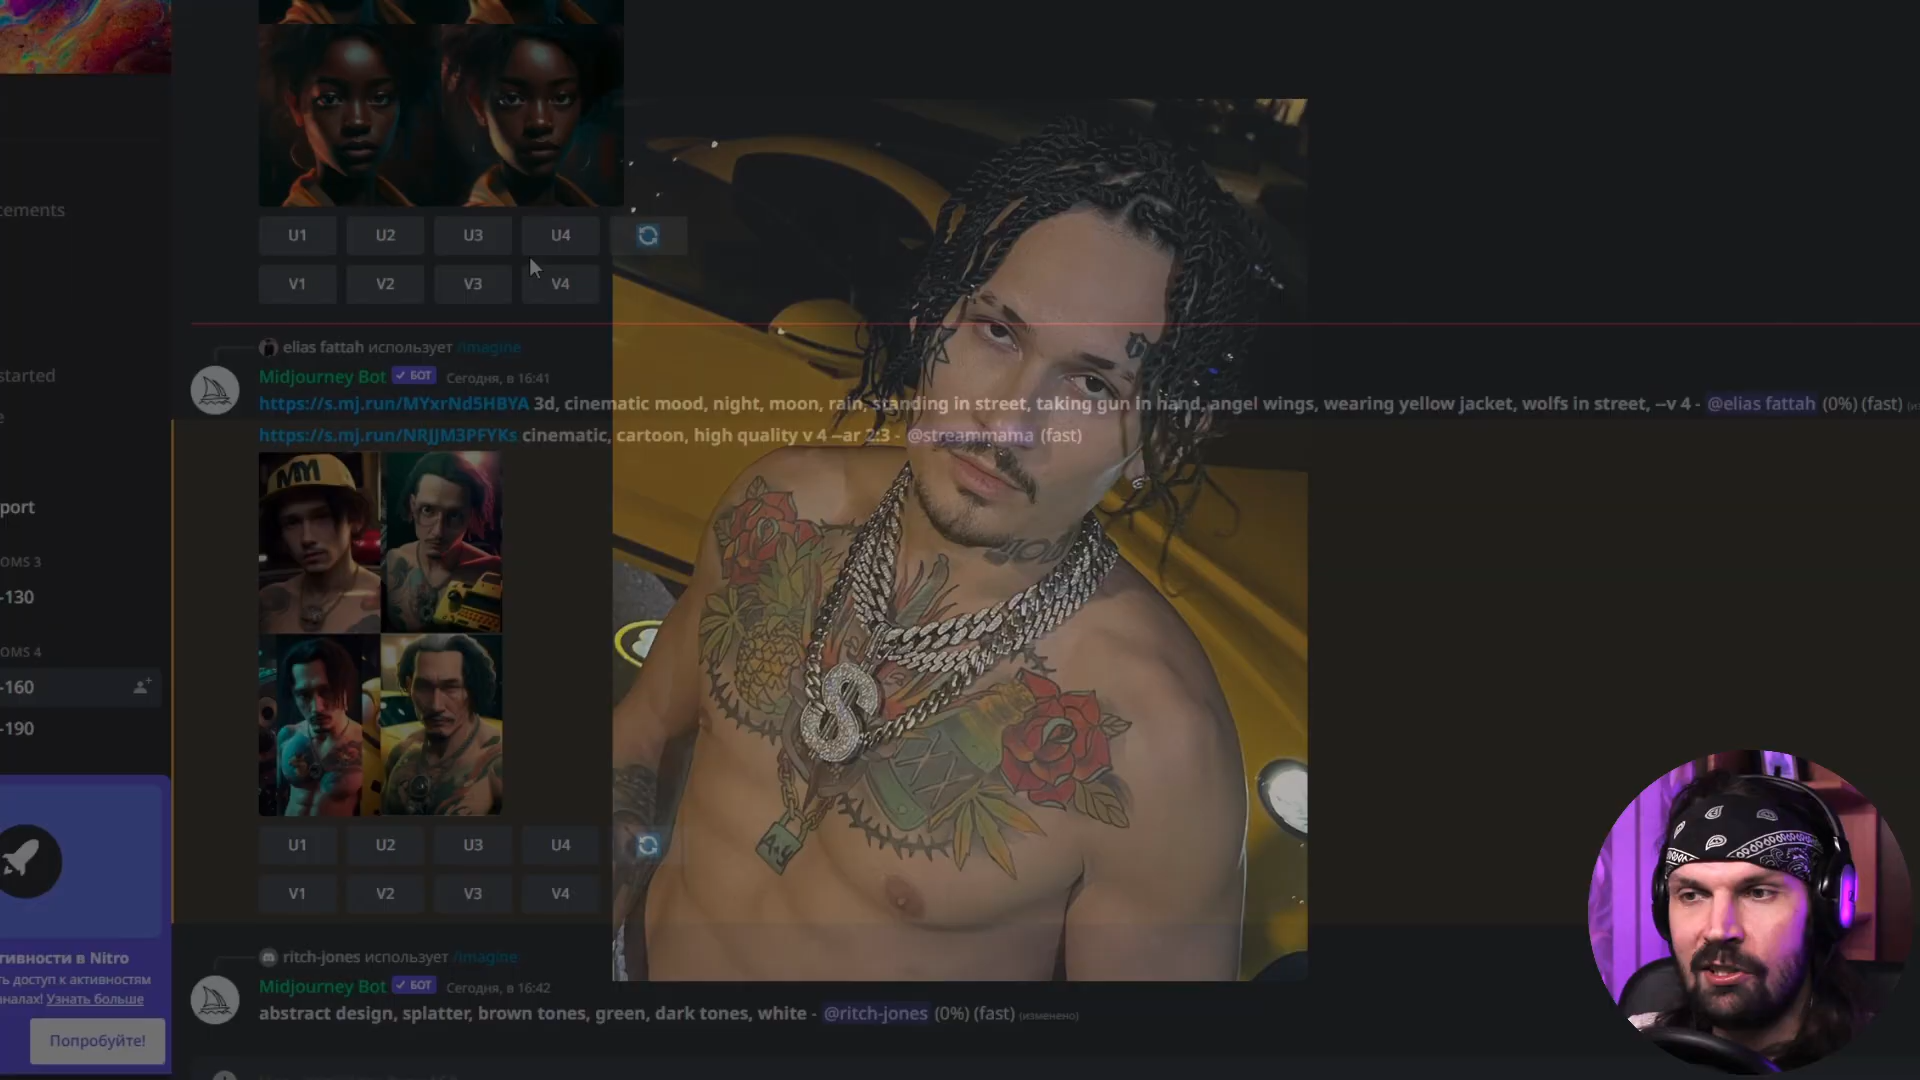 cements
U1 U2 U3 U4
V1 V2 V3 V4
elias fattah использует /imagine
Midjourney Bot ✓ БОТ Сегодня, в 16:41
started
https://s.mj.run/MYxrNd5HBYA 3d, cinematic mood, night, moon, rain, standing in street, taking gun in hand, angel wings, wearing yellow jacket, wolfs in street, --v 4 - @elias fattah (0%) (fast)
e
https://s.mj.run/NRJJM3PFYKs cinematic, cartoon, high quality v 4 –ar 2:3 - @streammama (fast)
MM
port
OMS 3
-130
OMS 4
-160
-190
S
A+Y
U1 U2 U3 U4
V1 V2 V3 V4
ritch-jones использует /imagine
тивности в Nitro
Midjourney Bot ✓ БОТ Сегодня, в 16:42
ть доступ к активностям
налах! Узнать больше
abstract design, splatter, brown tones, green, dark tones, white - @ritch-jones (0%) (fast) (изменено)
Попробуйте!